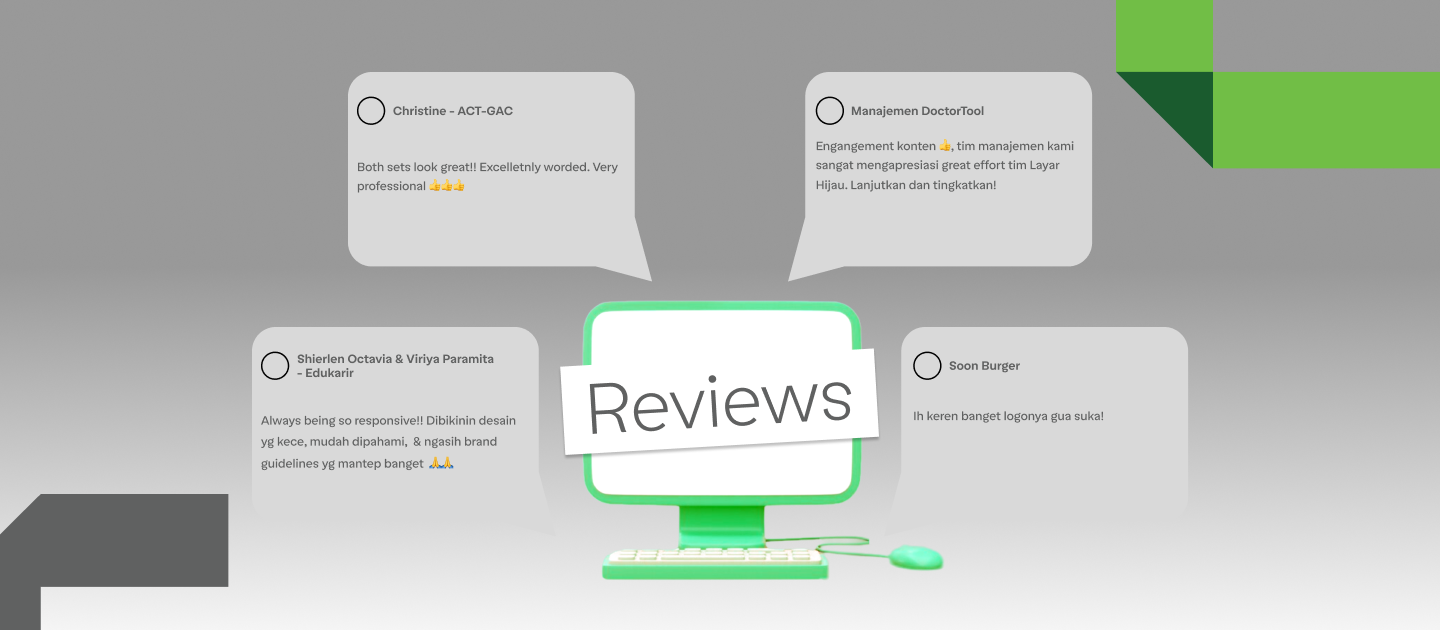 Christine - ACT-GAC
Both sets look great!! Excelletnly worded. Very
professional 👍👍👍
Manajemen DoctorTool
Engangement konten 👍, tim manajemen kami
sangat mengapresiasi great effort tim Layar
Hijau. Lanjutkan dan tingkatkan!
Shierlen Octavia & Viriya Paramita
- Edukarir
Always being so responsive!! Dibikinin desain
yg kece, mudah dipahami, & ngasih brand
guidelines yg mantep banget 🙏🙏
Reviews
Soon Burger
Ih keren banget logonya gua suka!